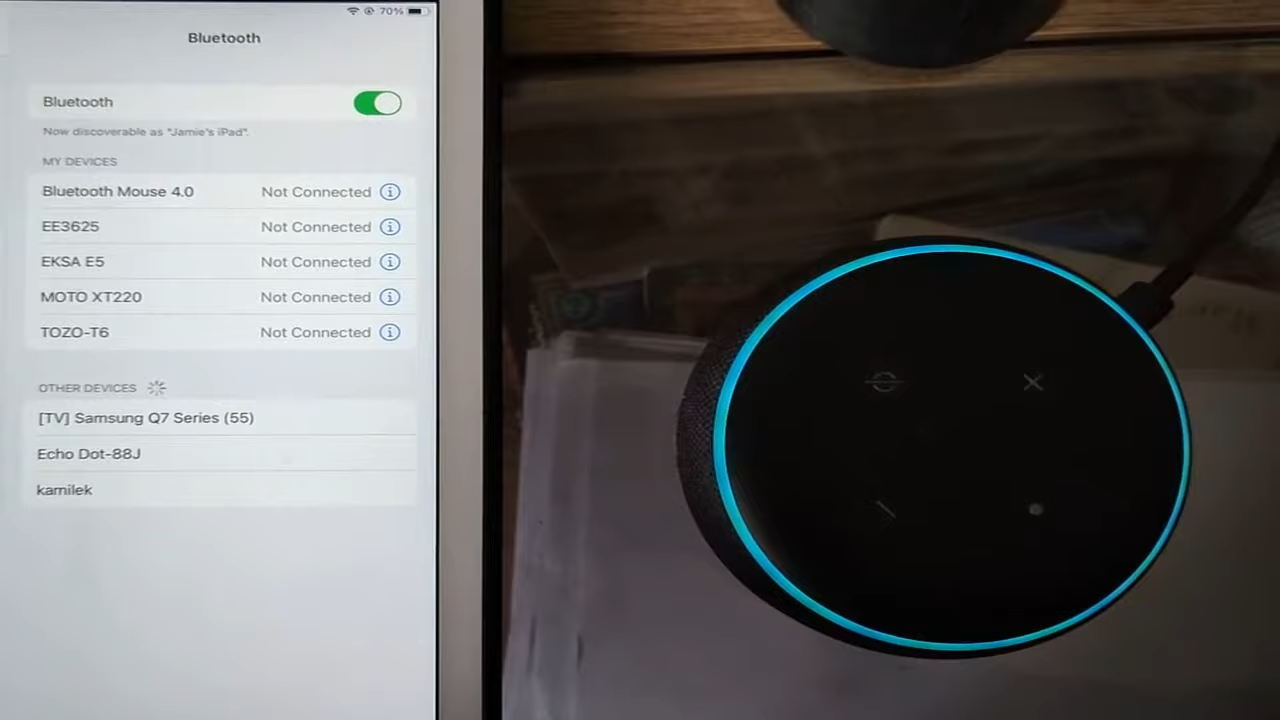 70%
Bluetooth
Bluetooth
Now discoverable as "Jamie's iPad".
MY DEVICES
Bluetooth Mouse 4.0 Not Connected
EE3625 Not Connected
EKSA E5 Not Connected
MOTO XT220 Not Connected
TOZO-T6 Not Connected
OTHER DEVICES
[TV] Samsung Q7 Series (55)
Echo Dot-88J
kamilek